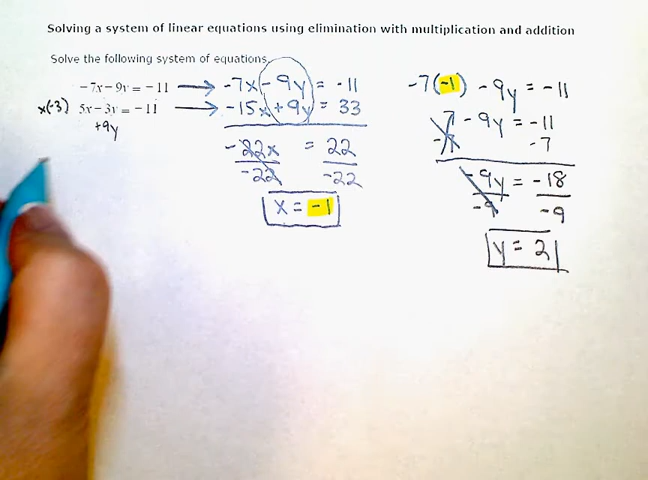 Solving a system of linear equations using elimination with multiplication and addition
Solve the following system of equations.
-7x - 9y = -11 → -7x - 9y = -11
x(-3) 5x - 3y = -11 → -15x + 9y = 33
+9y
-22x = 22
-22 -22
x = -1
-7(-1) - 9y = -11
7 - 9y = -11
-7 -7
-9y = -18
-9 -9
y = 2